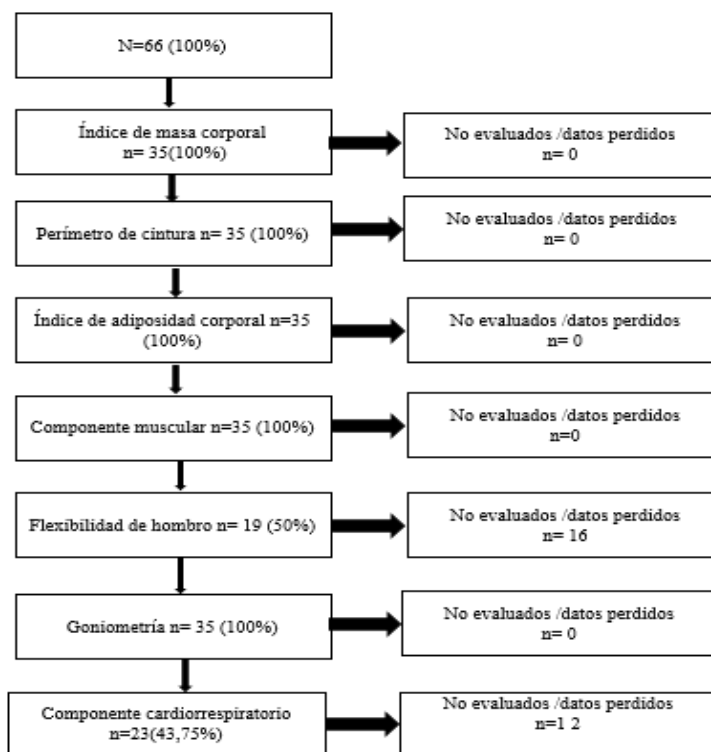 N=66 (100%)
Índice de masa corporal
n= 35(100%)
No evaluados /datos perdidos
n= 0
Perímetro de cintura n= 35 (100%)
No evaluados /datos perdidos
n= 0
Índice de adiposidad corporal n=35
(100%)
No evaluados /datos perdidos
n= 0
Componente muscular n=35 (100%)
No evaluados /datos perdidos
n=0
Flexibilidad de hombro n= 19 (50%)
No evaluados /datos perdidos
n= 16
Goniometría n= 35 (100%)
No evaluados /datos perdidos
n= 0
Componente cardiorrespiratorio
n=23(43,75%)
No evaluados /datos perdidos
n=1 2